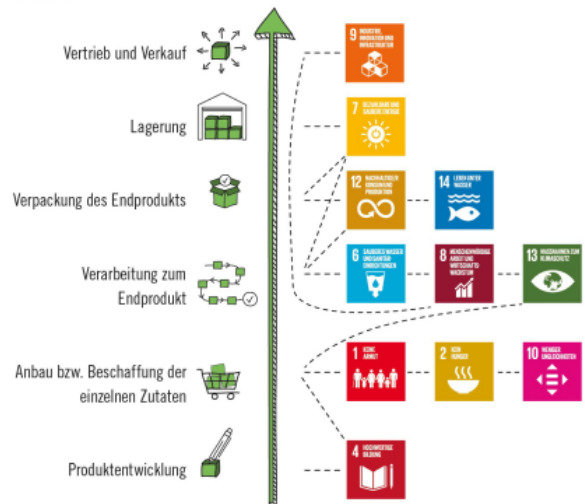 Vertrieb und Verkauf
9 INDUSTRIE,
INNOVATION UND
INFRASTRUKTUR
Lagerung
7 BEZAHLBARE UND
SAUBERE ENERGIE
Verpackung des Endprodukts
12 NACHHALTIGE/R
KONSUM UND
PRODUKTION
14 LEBEN UNTER
WASSER
Verarbeitung zum
Endprodukt
6 SAUBERES WASSER
UND SANITÄR-
EINRICHTUNGEN
8 MENSCHENWÜRDIGE
ARBEIT UND
WIRTSCHAFTS-
WACHSTUM
13 MASSNAHMEN ZUM
KLIMASCHUTZ
Anbau bzw. Beschaffung der
einzelnen Zutaten
1 KEINE
ARMUT
2 KEIN
HUNGER
10 WENIGER
UNGLEICHHEITEN
Produktentwicklung
4 HOCHWERTIGE
BILDUNG